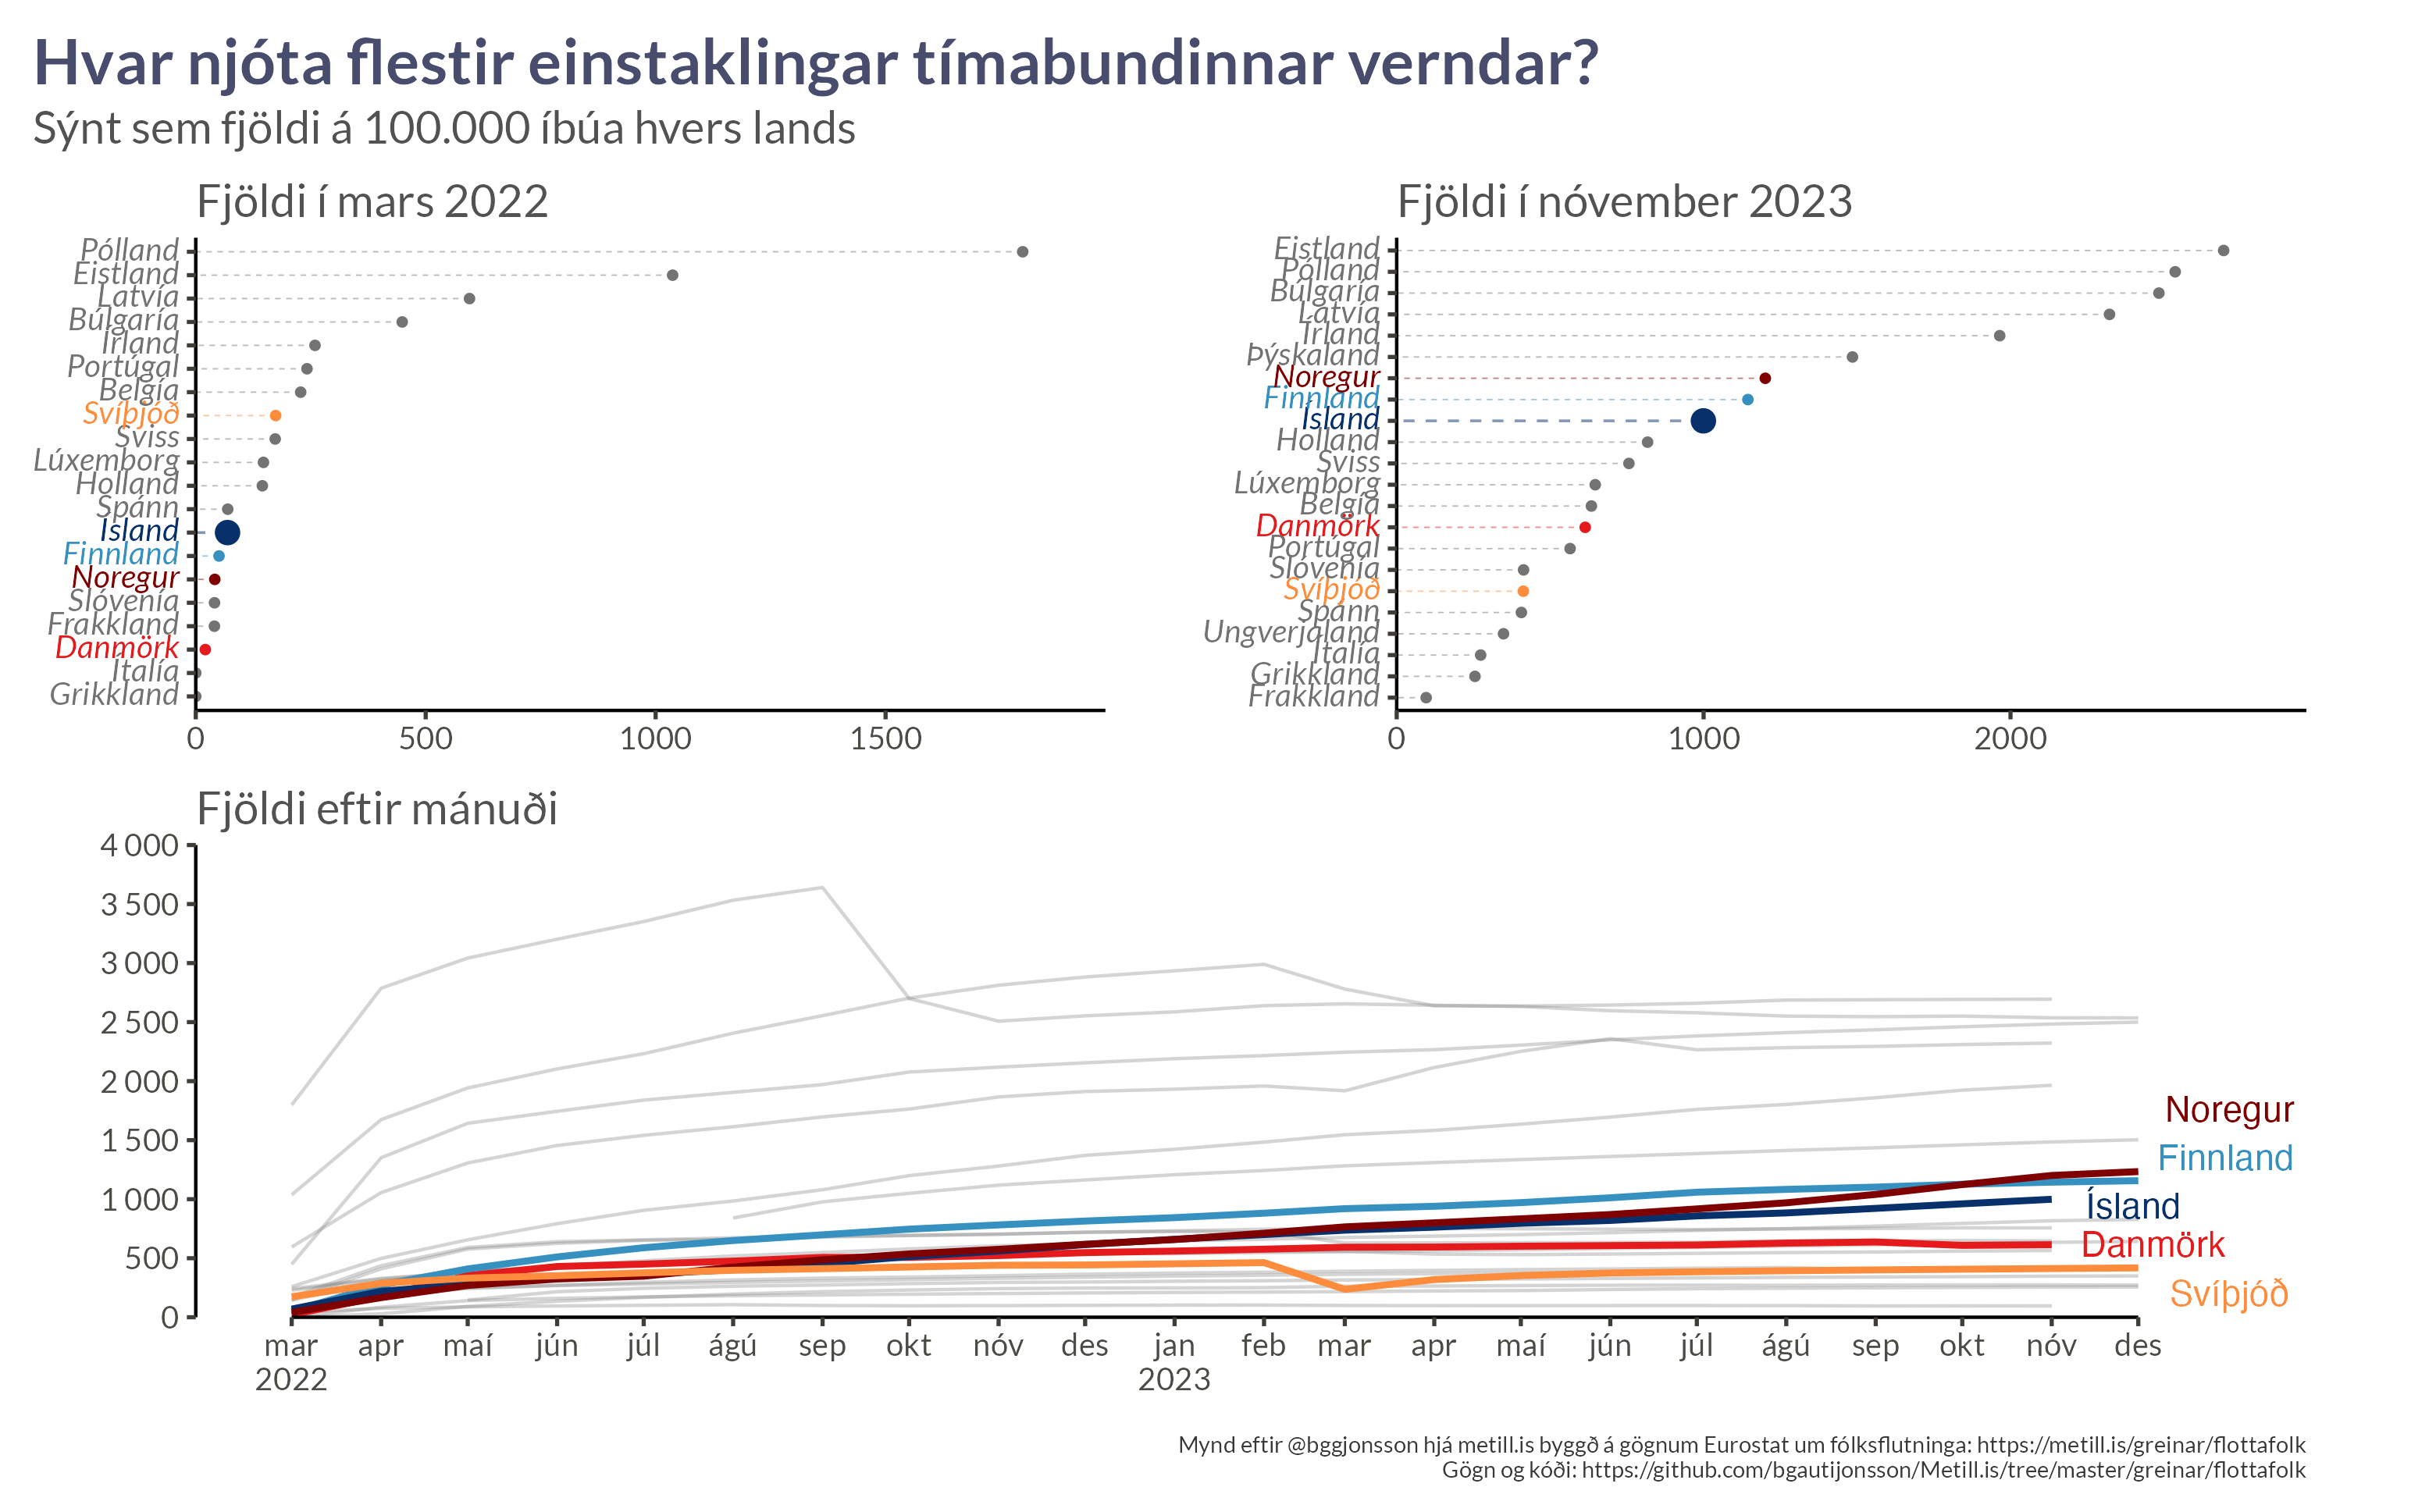 Hvar njóta flestir einstaklingar tímabundinnar verndar?
Sýnt sem fjöldi á 100.000 íbúa hvers lands
Fjöldi í mars 2022
Pólland
Eistland
Latvía
Búlgaría
Írland
Portúgal
Belgía
Svíþjóð
Sviss
Lúxemborg
Holland
Spánn
Ísland
Finnland
Noregur
Slóvenía
Frakkland
Danmörk
Ítalía
Grikkland
0 500 1000 1500
Fjöldi í nóvember 2023
Eistland
Pólland
Búlgaría
Latvía
Írland
Þýskaland
Noregur
Finnland
Ísland
Holland
Sviss
Lúxemborg
Belgía
Danmörk
Portúgal
Slóvenía
Svíþjóð
Spánn
Ungverjaland
Ítalía
Grikkland
Frakkland
0 1000 2000
Fjöldi eftir mánuði
4 000
3 500
3 000
2 500
2 000
1 500
1 000
500
0
Noregur
Finnland
Ísland
Danmörk
Svíþjóð
mar apr maí jún júl ágú sep okt nóv des jan feb mar apr maí jún júl ágú sep okt nóv des
2022 2023
Mynd eftir @bggjonsson hjá metill.is byggð á gögnum Eurostat um fólksflutninga: https://metill.is/greinar/flottafolk
Gögn og kóði: https://github.com/bgautijonsson/Metill.is/tree/master/greinar/flottafolk